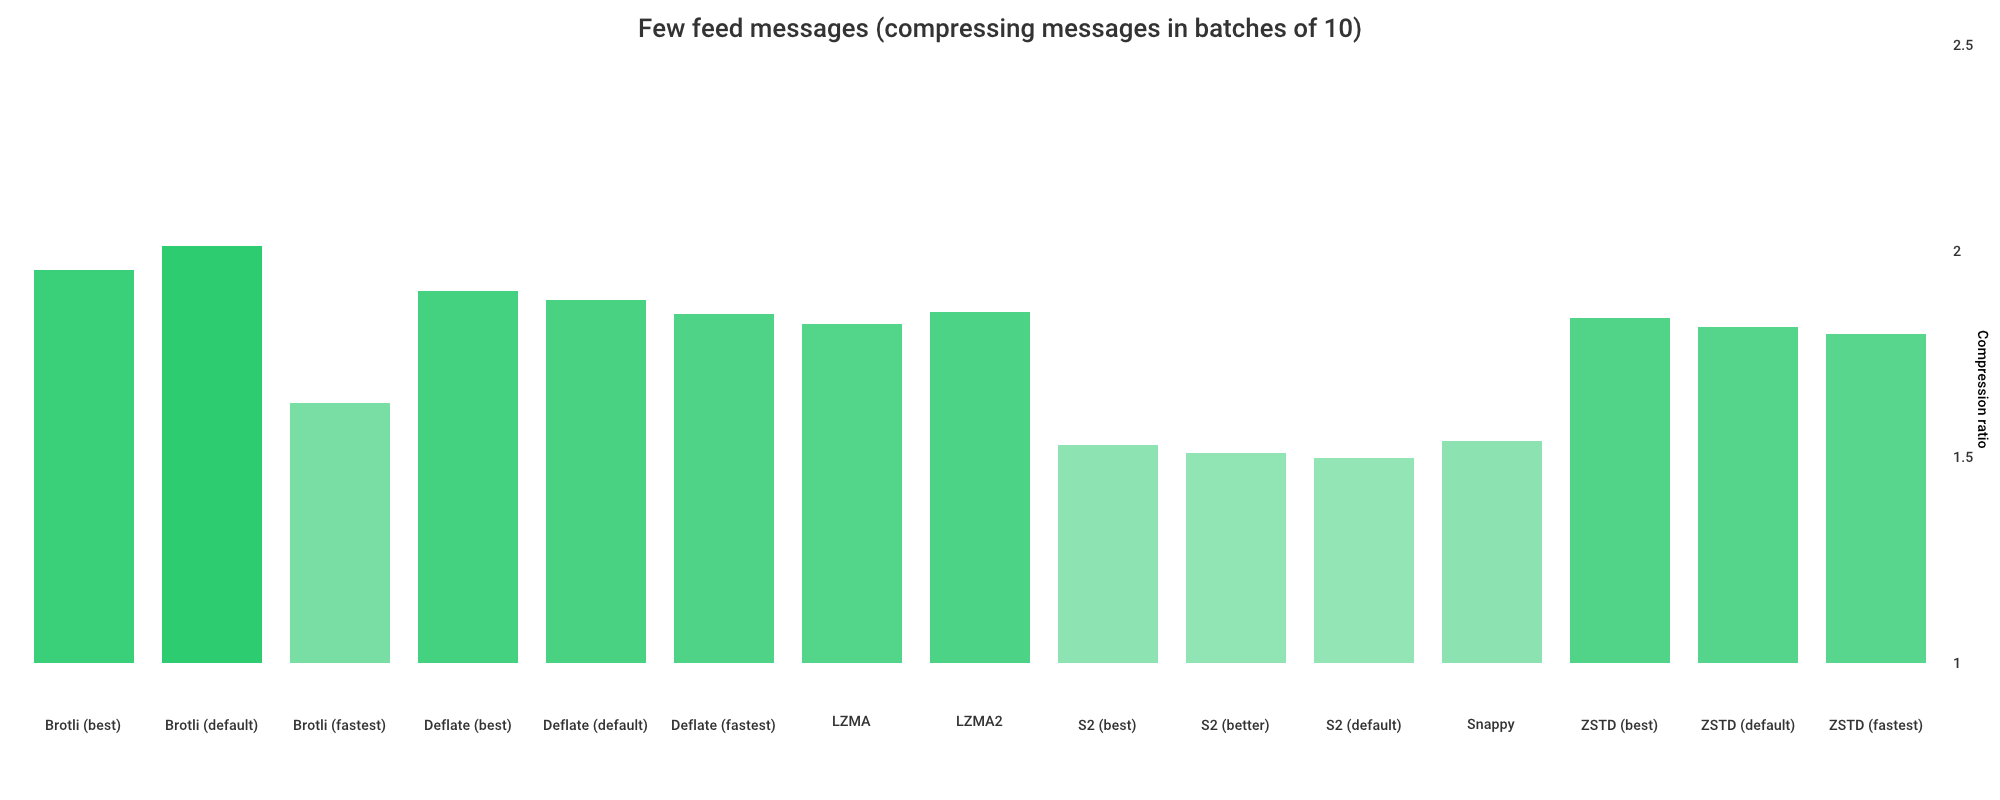 Few feed messages (compressing messages in batches of 10)
2.5
2
1.5
1
Compression ratio
Brotli (best)
Brotli (default)
Brotli (fastest)
Deflate (best)
Deflate (default)
Deflate (fastest)
LZMA
LZMA2
S2 (best)
S2 (better)
S2 (default)
Snappy
ZSTD (best)
ZSTD (default)
ZSTD (fastest)